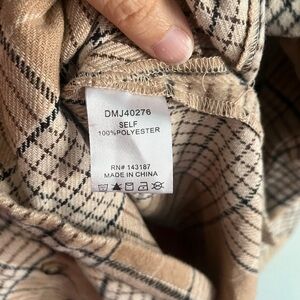 DMJ40276
SELF
100%POLYESTER
RN# 143187
MADE IN CHINA